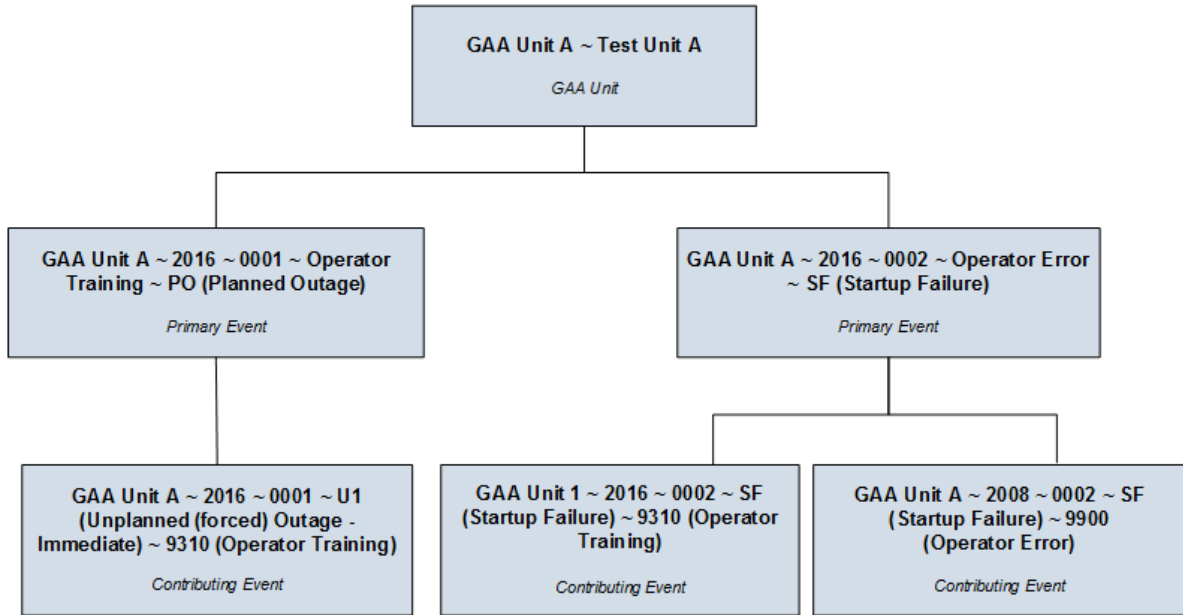 GAA Unit A ~ Test Unit A
GAA Unit
GAA Unit A ~ 2016 ~ 0001 ~ Operator
Training ~ PO (Planned Outage)
Primary Event
GAA Unit A ~ 2016 ~ 0002 ~ Operator Error
~ SF (Startup Failure)
Primary Event
GAA Unit A ~ 2016 ~ 0001 ~ U1
(Unplanned (forced) Outage -
Immediate) ~ 9310 (Operator Training)
Contributing Event
GAA Unit 1 ~ 2016 ~ 0002 ~ SF
(Startup Failure) ~ 9310 (Operator
Training)
Contributing Event
GAA Unit A ~ 2008 ~ 0002 ~ SF
(Startup Failure) ~ 9900
(Operator Error)
Contributing Event